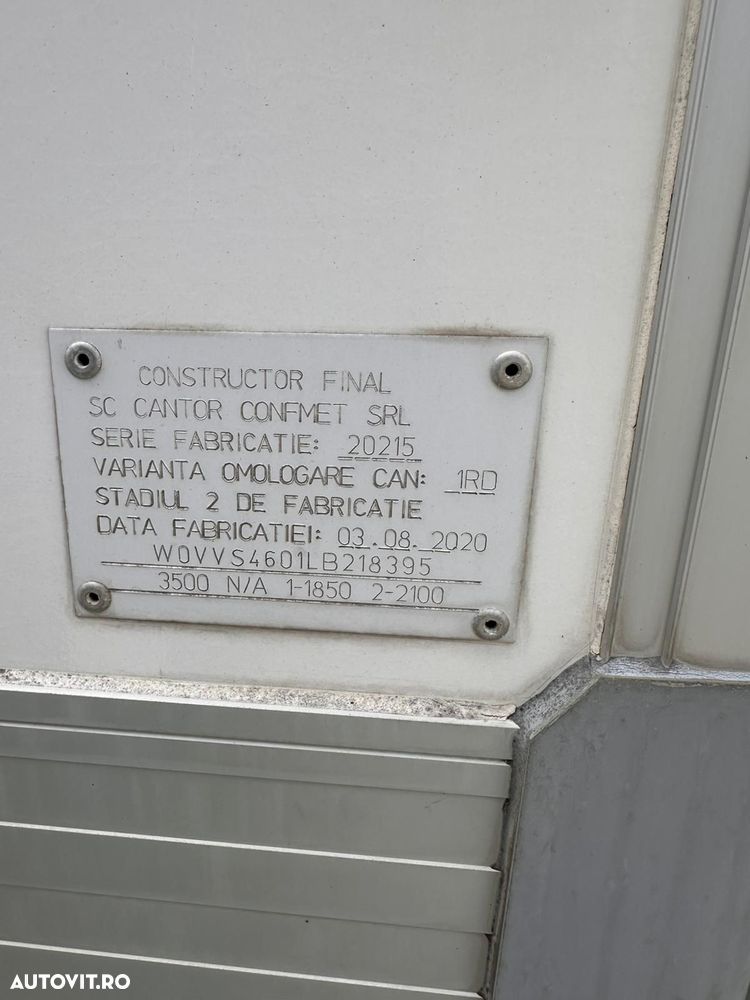 CONSTRUCTOR FINAL
SC CANTOR CONFMET SRL
SERIE FABRICATIE: 20215
VARIANTA OMOLOGARE CAN: 1RD
STADIUL 2 DE FABRICATIE
DATA FABRICATIEI: 03.08.2020
W0VVS4601LB218395
3500 N/A 1-1850 2-2100
AUTOVIT.RO